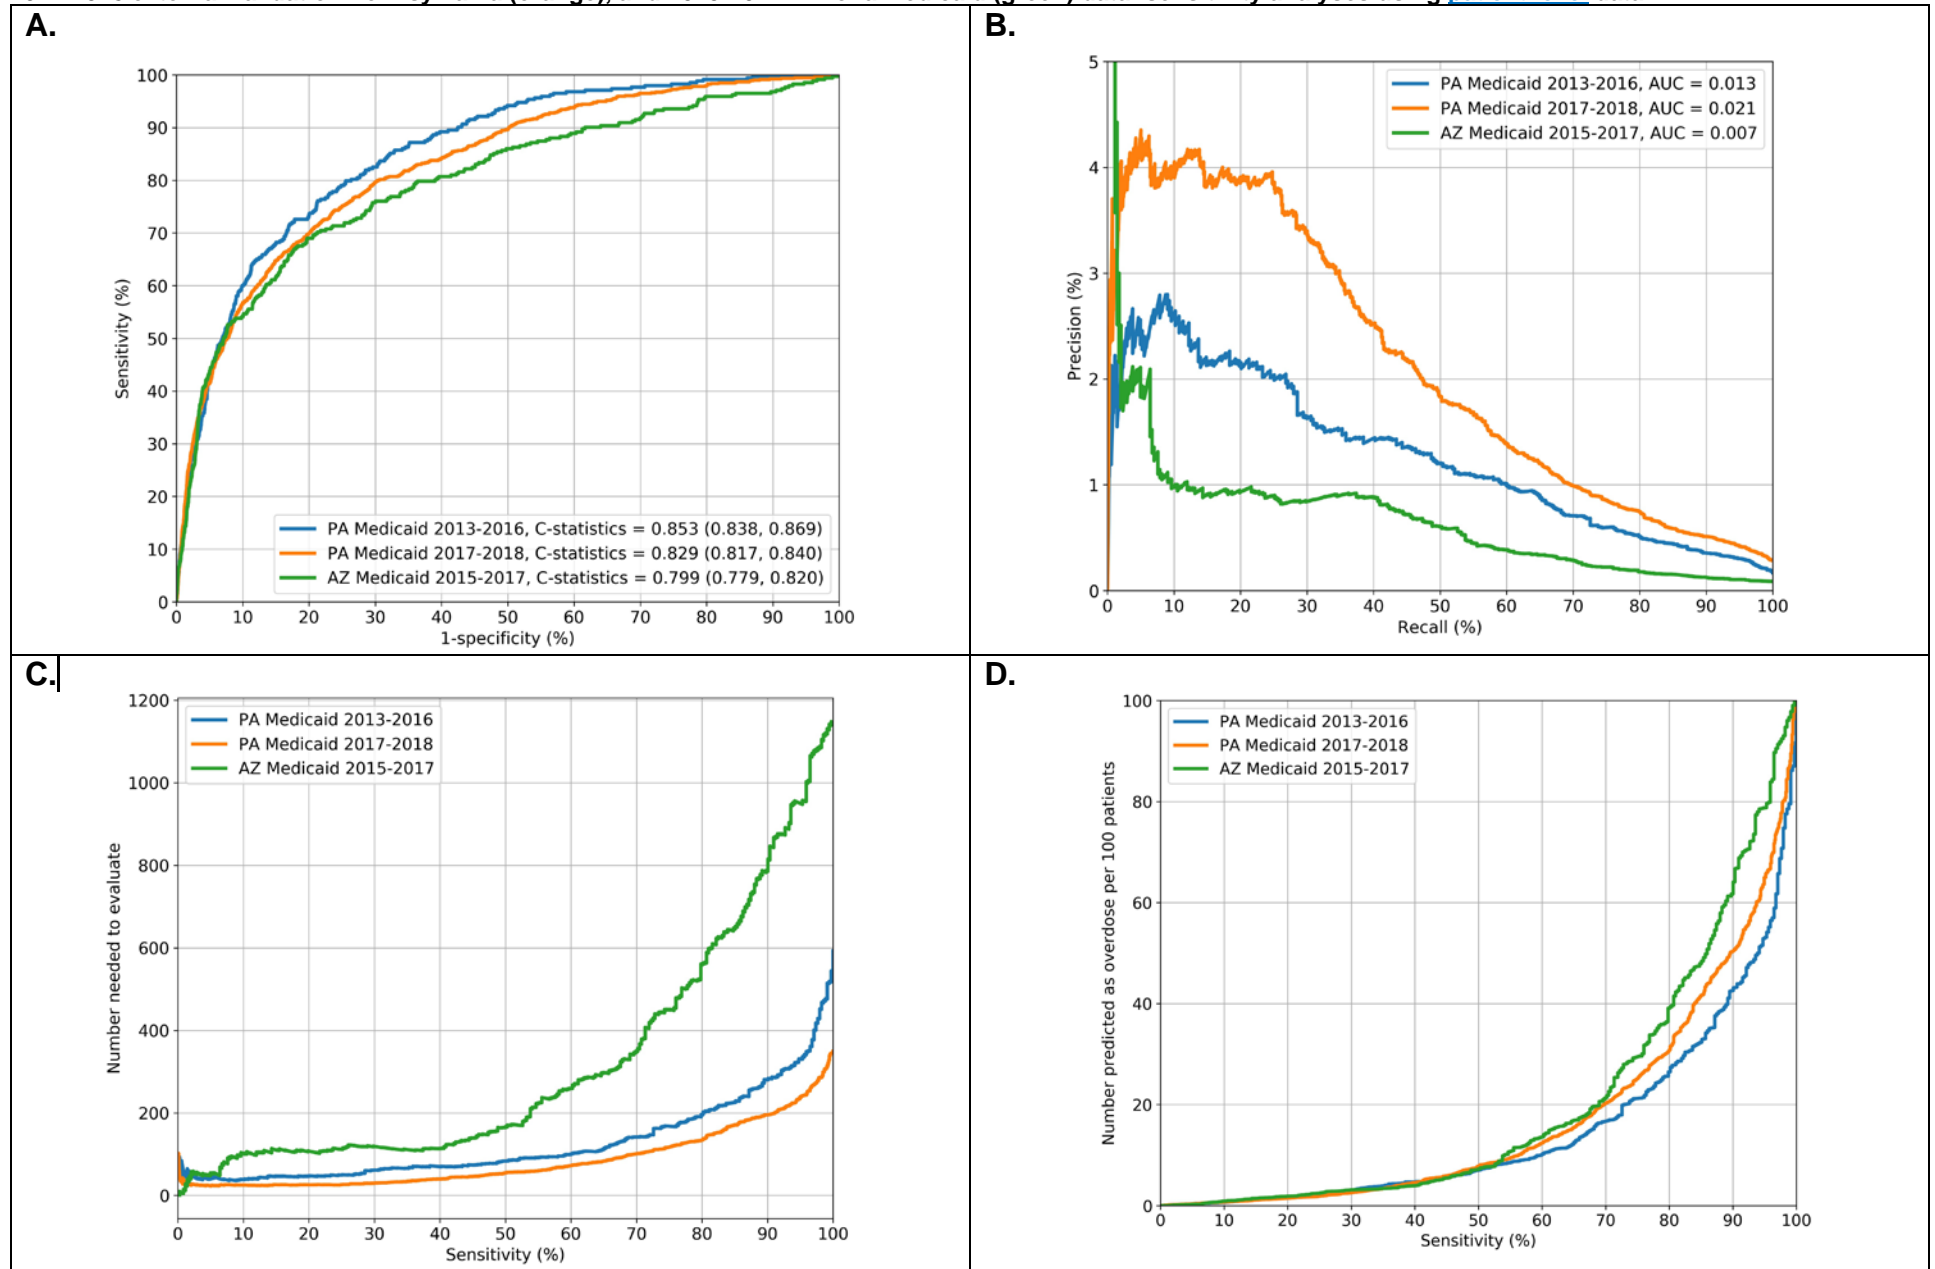 A.
100
90
80
70
60
50
40
30
20
10
0
Sensitivity (%)
PA Medicaid 2013-2016, C-statistics = 0.853 (0.838, 0.869)
PA Medicaid 2017-2018, C-statistics = 0.829 (0.817, 0.840)
AZ Medicaid 2015-2017, C-statistics = 0.799 (0.779, 0.820)
0 10 20 30 40 50 60 70 80 90 100
1-specificity (%)
B.
5
4
3
2
1
0
Precision (%)
PA Medicaid 2013-2016, AUC = 0.013
PA Medicaid 2017-2018, AUC = 0.021
AZ Medicaid 2015-2017, AUC = 0.007
0 10 20 30 40 50 60 70 80 90 100
Recall (%)
C.
1200
1000
800
600
400
200
0
Number needed to evaluate
PA Medicaid 2013-2016
PA Medicaid 2017-2018
AZ Medicaid 2015-2017
0 10 20 30 40 50 60 70 80 90 100
Sensitivity (%)
D.
100
80
60
40
20
0
Number predicted as overdose per 100 patients
PA Medicaid 2013-2016
PA Medicaid 2017-2018
AZ Medicaid 2015-2017
0 10 20 30 40 50 60 70 80 90 100
Sensitivity (%)